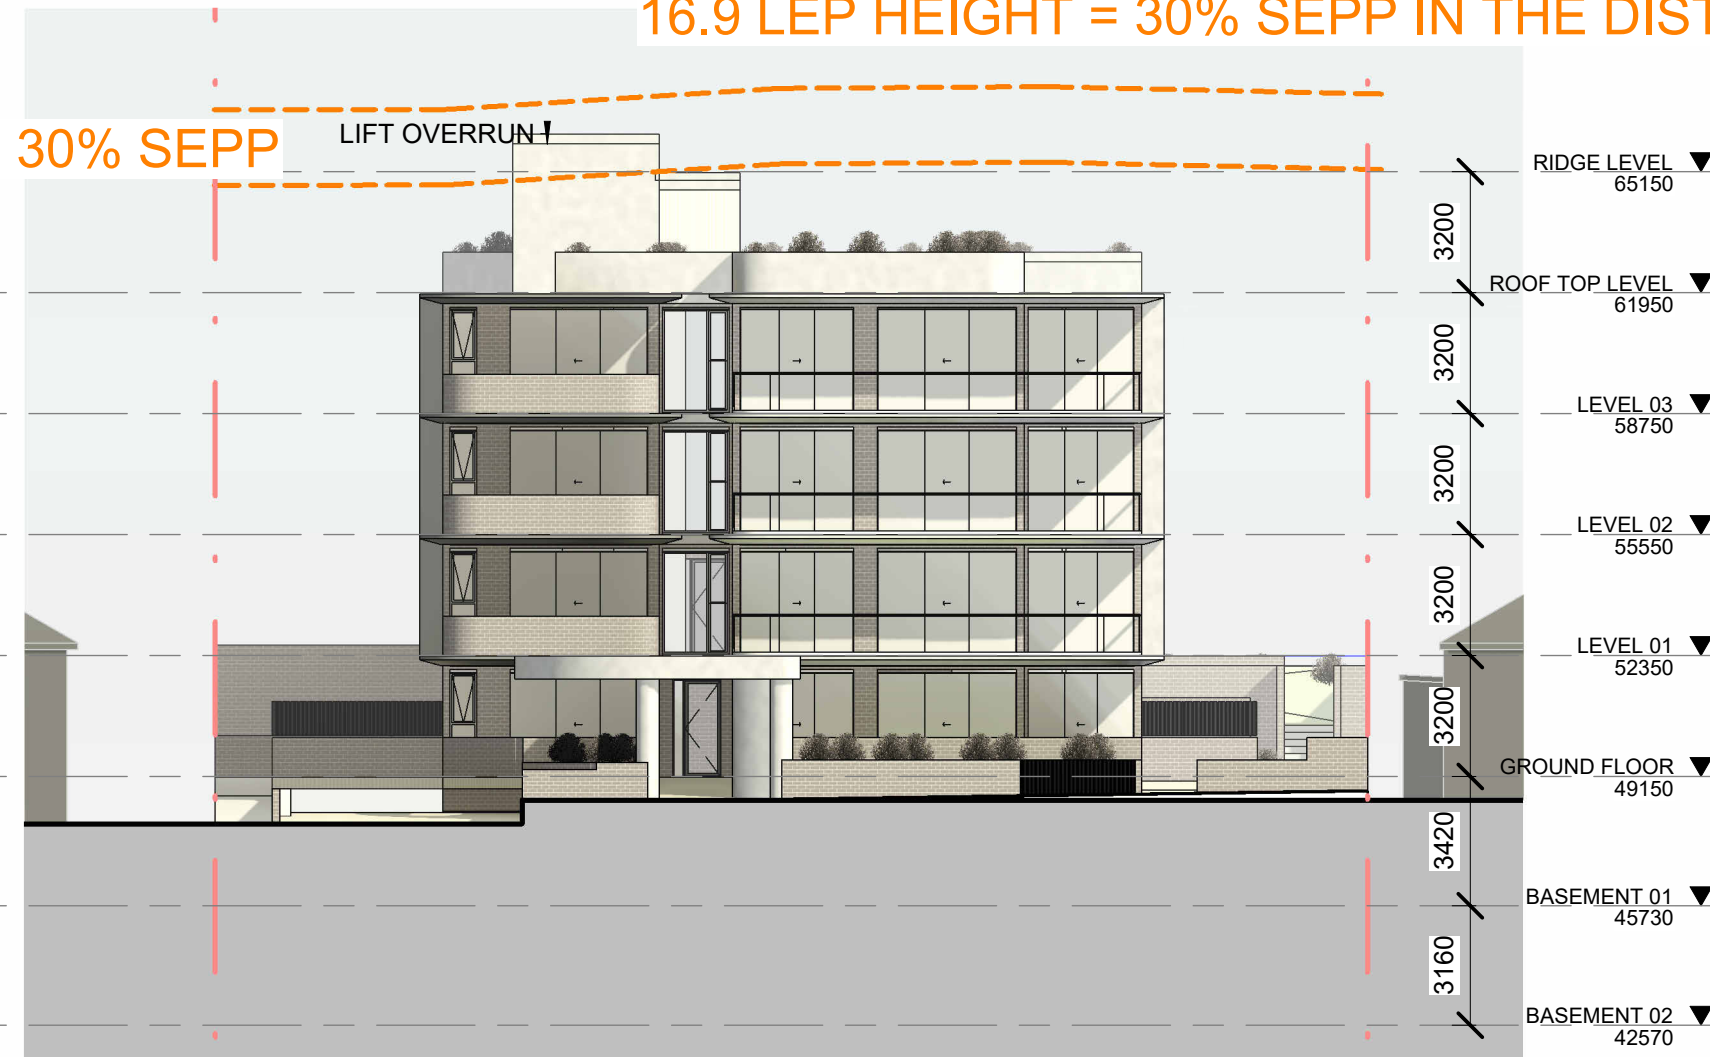 16.9 LEP HEIGHT = 30% SEPP IN THE DIST
30% SEPP
LIFT OVERRUN
RIDGE LEVEL
65150
3200
ROOF TOP LEVEL
61950
3200
LEVEL 03
58750
3200
LEVEL 02
55550
3200
LEVEL 01
52350
3200
GROUND FLOOR
49150
3420
BASEMENT 01
45730
3160
BASEMENT 02
42570